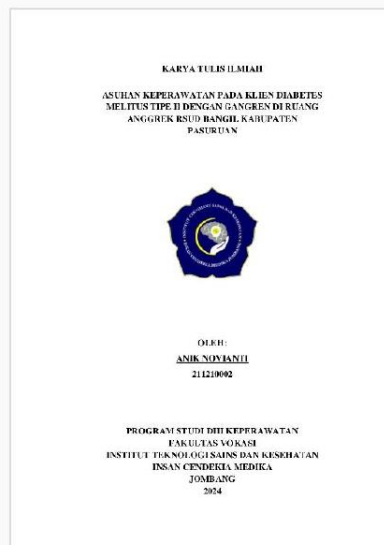 KARYA TULIS ILMIAH
ASUHAN KEPERAWATAN PADA KLIEN DIABETES
MELITUS TIPE II DENGAN GANGREN DI RUANG
ANGGREK RSUD BANGIL KABUPATEN
PASURUAN
OLEH:
ANIK NOVIANTI
211210002
PROGRAM STUDI DIII KEPERAWATAN
FAKULTAS VOKASI
INSTITUT TEKNOLOGI SAINS DAN KESEHATAN
INSAN CENDEKIA MEDIKA
JOMBANG
2024